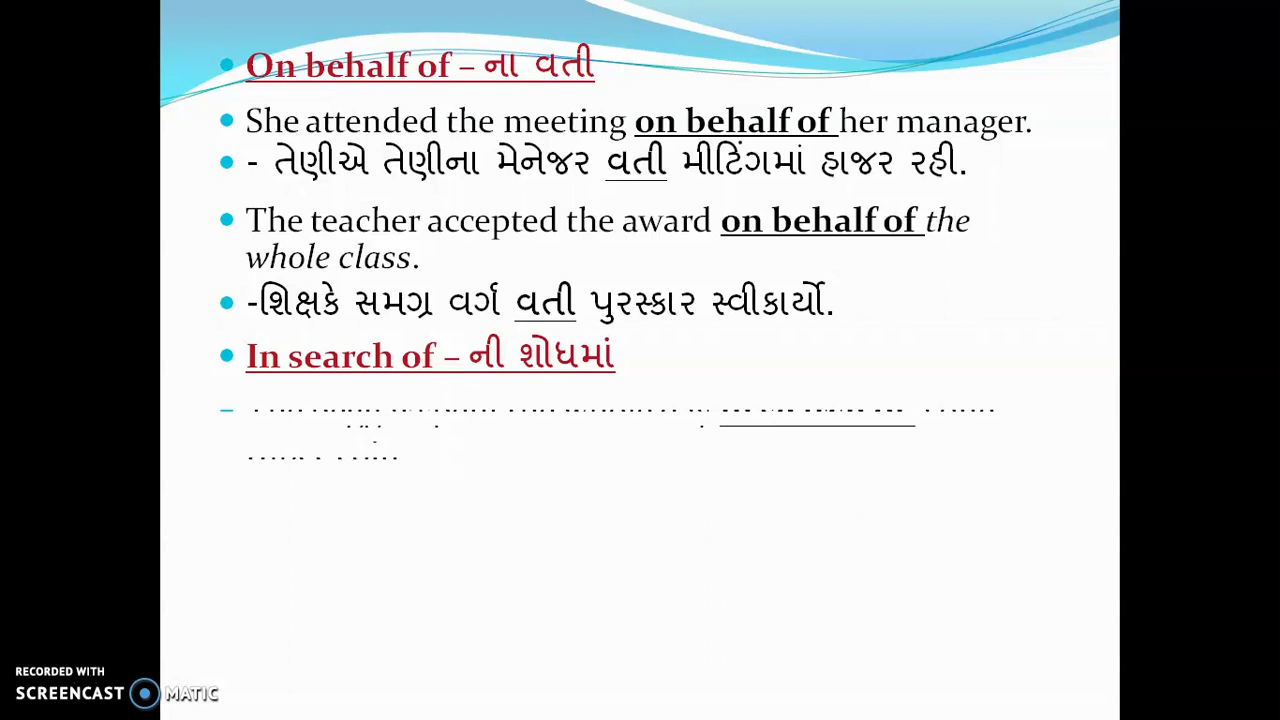 On behalf of – ના વતી
She attended the meeting on behalf of her manager.
- તેણીએ તેણીના મેનેજર વતી મીટિંગમાં હાજર રહી.
The teacher accepted the award on behalf of the
whole class.
-શિક્ષકે સમગ્ર વર્ગ વતી પુરસ્કાર સ્વીકાર્યો.
In search of – ની શોધમાં
RECORDED WITH
SCREENCAST MATIC